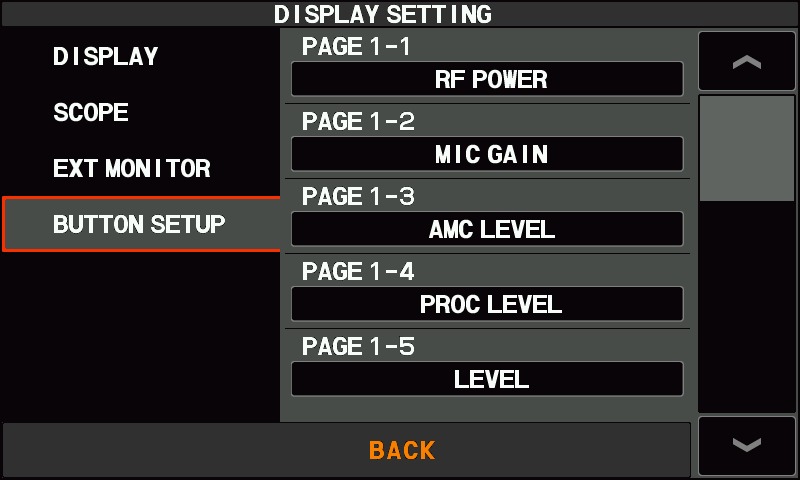 DISPLAY SETTING
DISPLAY
SCOPE
EXT MONITOR
BUTTON SETUP
PAGE 1-1
RF POWER
PAGE 1-2
MIC GAIN
PAGE 1-3
AMC LEVEL
PAGE 1-4
PROC LEVEL
PAGE 1-5
LEVEL
BACK